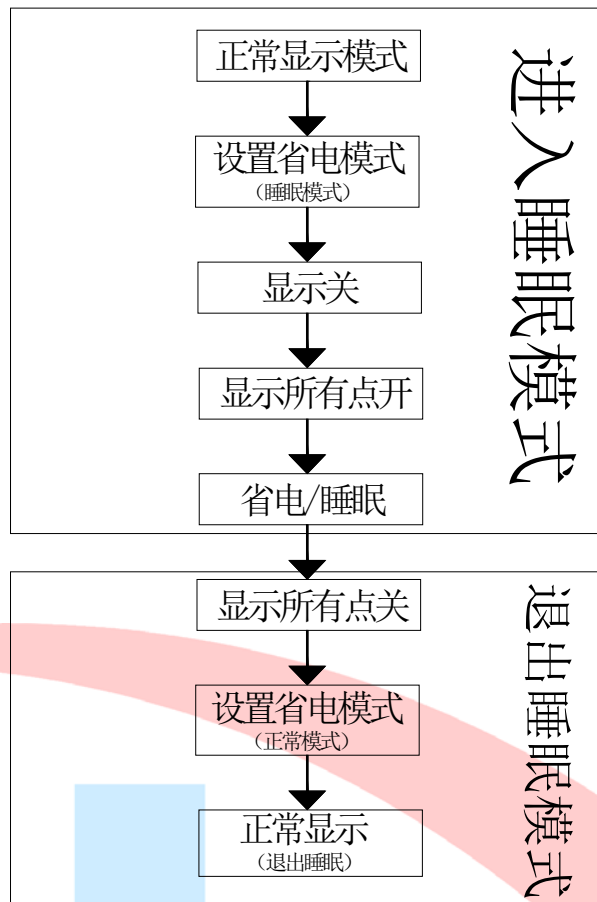 正常显示模式
设置省电模式
（睡眠模式）
显示关
显示所有点开
省电/睡眠
进入睡眠模式
显示所有点关
设置省电模式
（正常模式）
正常显示
（退出睡眠）
退出睡眠模式